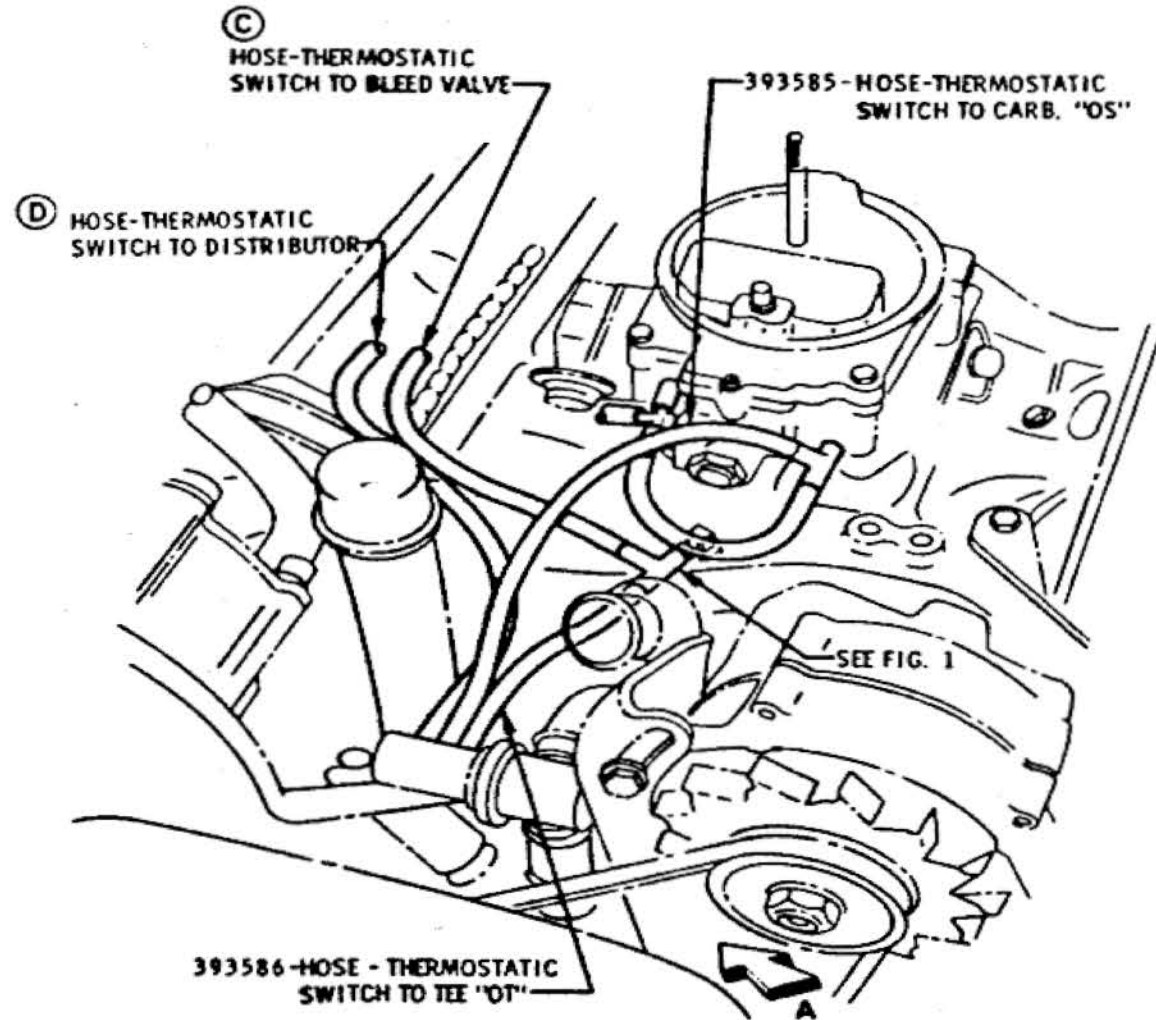 C
HOSE-THERMOSTATIC
SWITCH TO BLEED VALVE
393585-HOSE-THERMOSTATIC
SWITCH TO CARB. "OS"
D
HOSE-THERMOSTATIC
SWITCH TO DISTRIBUTOR
SEE FIG. 1
393586-HOSE - THERMOSTATIC
SWITCH TO TEE "OT"
A